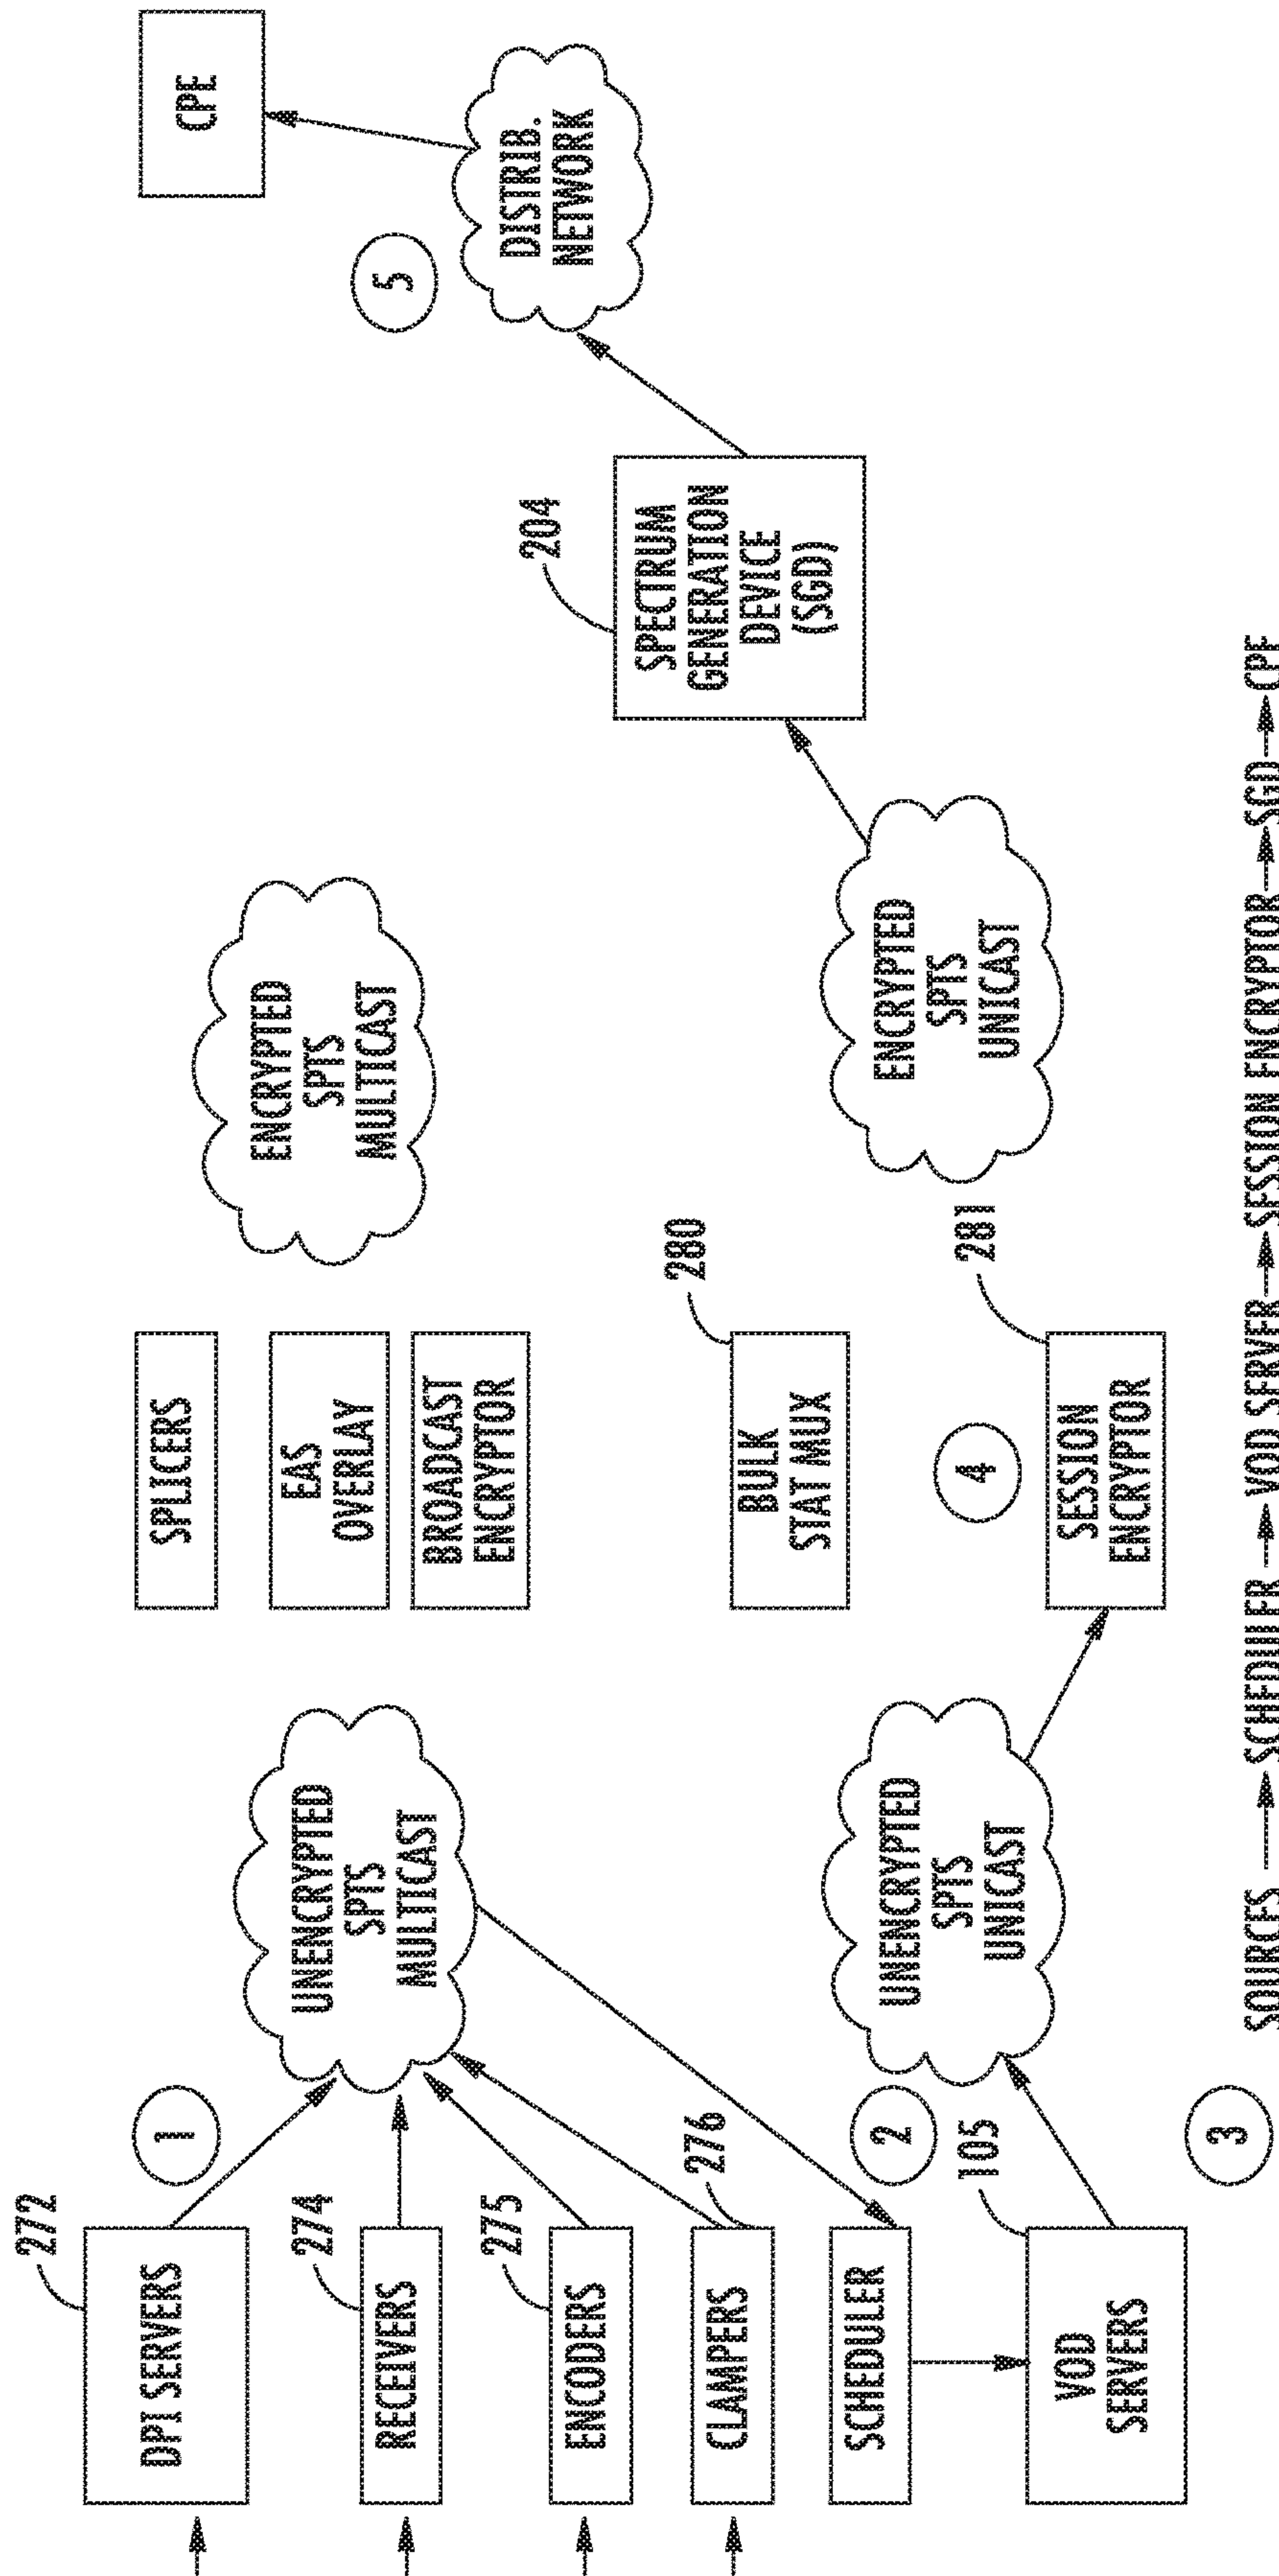 272
DPI SERVERS
1
274
RECEIVERS
275
ENCODERS
276
CLAMPERS
SCHEDULER
2
105
VOD
SERVERS
3
UNENCRYPTED
SPTS
MULTICAST
UNENCRYPTED
SPTS
UNICAST
SPLICERS
EAS
OVERLAY
BROADCAST
ENCRYPTOR
280
BULK
STAT MUX
4
281
SESSION
ENCRYPTOR
ENCRYPTED
SPTS
MULTICAST
ENCRYPTED
SPTS
UNICAST
204
SPECTRUM
GENERATION
DEVICE
(SGD)
5
DISTRIB.
NETWORK
CPE
SOURCES → SCHEDULER → VOD SERVER → SESSION ENCRYPTOR → SGD → CPE